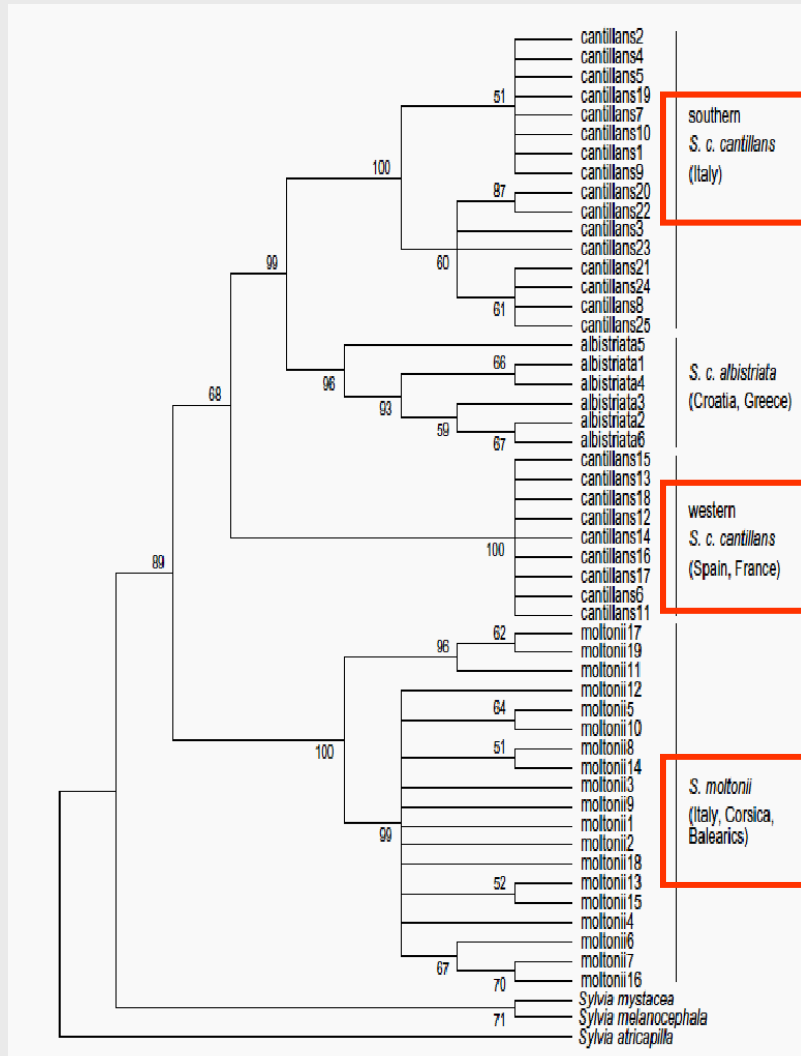 cantillans2
cantillans4
cantillans5
51
cantillans19
cantillans7
cantillans10
cantillans1
cantillans9
southern
S. c. cantillans
(Italy)
100
87
cantillans20
cantillans22
cantillans3
cantillans23
60
99
cantillans21
cantillans24
61
cantillans8
cantillans25
albistriata5
96
66
albistriata1
albistriata4
S. c. albistriata
(Croatia, Greece)
68
93
albistriata3
59
albistriata2
67
albistriata6
cantillans15
cantillans13
cantillans18
cantillans12
cantillans14
100
cantillans16
cantillans17
cantillans6
cantillans11
western
S. c. cantillans
(Spain, France)
89
62
moltonii17
moltonii19
96
moltonii11
moltonii12
64
moltonii5
moltonii10
100
51
moltonii8
moltonii14
moltonii3
moltonii9
moltonii1
99
moltonii2
moltonii18
52
moltonii13
moltonii15
moltonii4
moltonii6
67
moltonii7
70
moltonii16
S. moltonii
(Italy, Corsica,
Balearics)
Sylvia mystacea
71
Sylvia melanocephala
Sylvia atricapilla